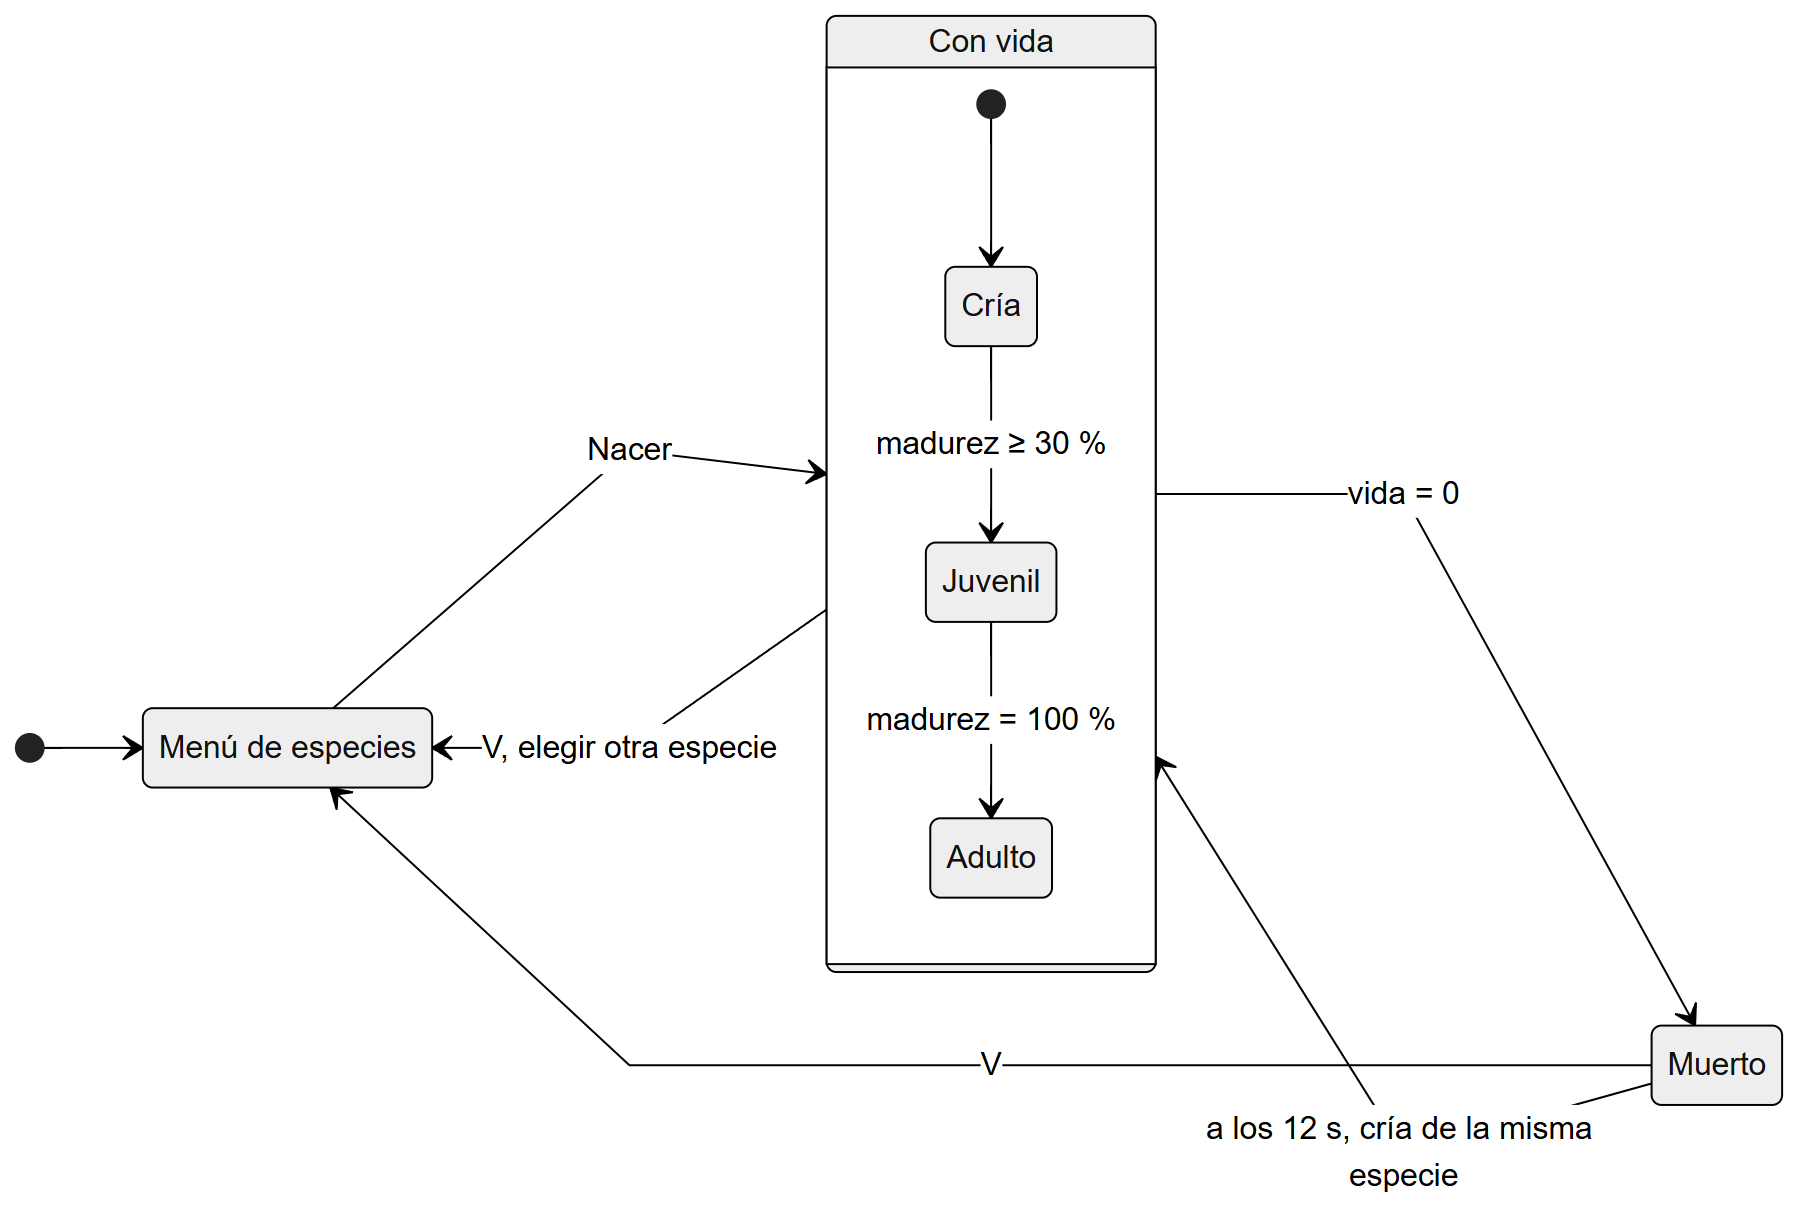 Con vida
Cría
Nacer
madurez ≥ 30 %
vida = 0
Juvenil
madurez = 100 %
Menú de especies
V, elegir otra especie
Adulto
V
Muerto
a los 12 s, cría de la misma
especie